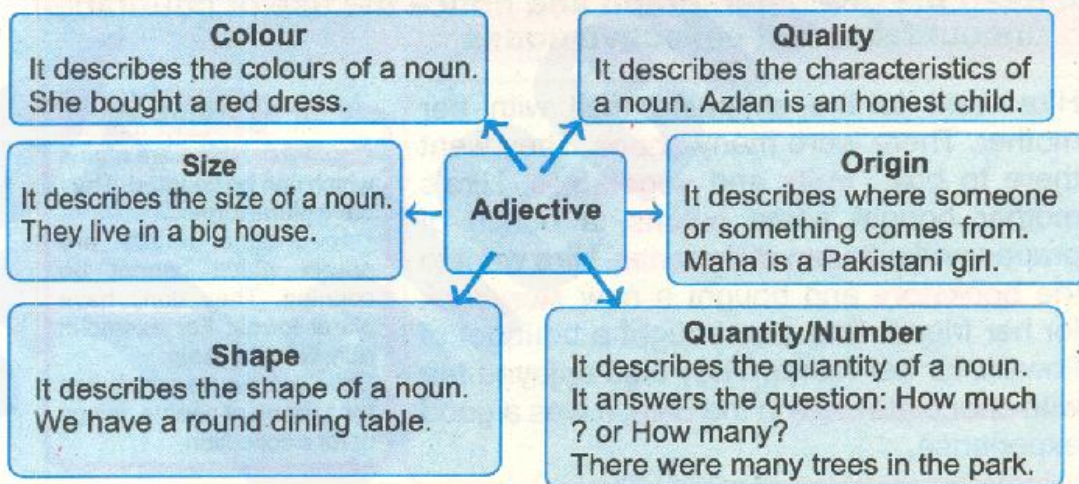 Colour
It describes the colours of a noun.
She bought a red dress.
Quality
It describes the characteristics of
a noun. Azlan is an honest child.
Size
It describes the size of a noun.
They live in a big house.
Adjective
Origin
It describes where someone
or something comes from.
Maha is a Pakistani girl.
Shape
It describes the shape of a noun.
We have a round dining table.
Quantity/Number
It describes the quantity of a noun.
It answers the question: How much
? or How many?
There were many trees in the park.